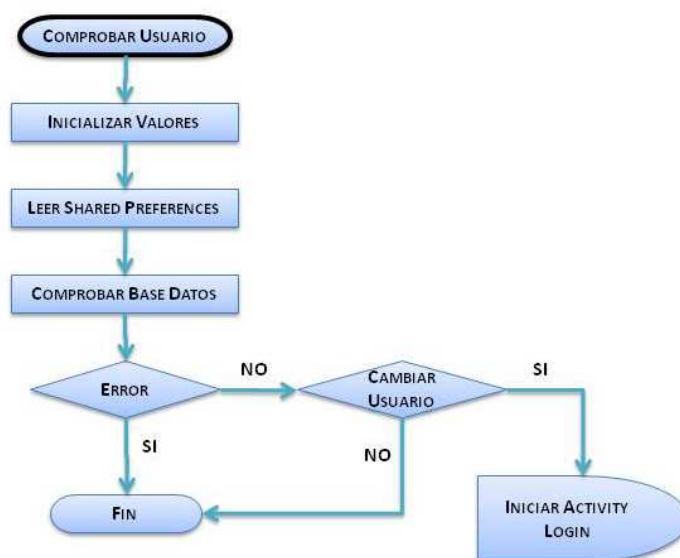 COMPROBAR USUARIO
INICIALIZAR VALORES
LEER SHARED PREFERENCES
COMPROBAR BASE DATOS
ERROR
NO
CAMBIAR
USUARIO
SI
SI
NO
FIN
INICIAR ACTIVITY
LOGIN